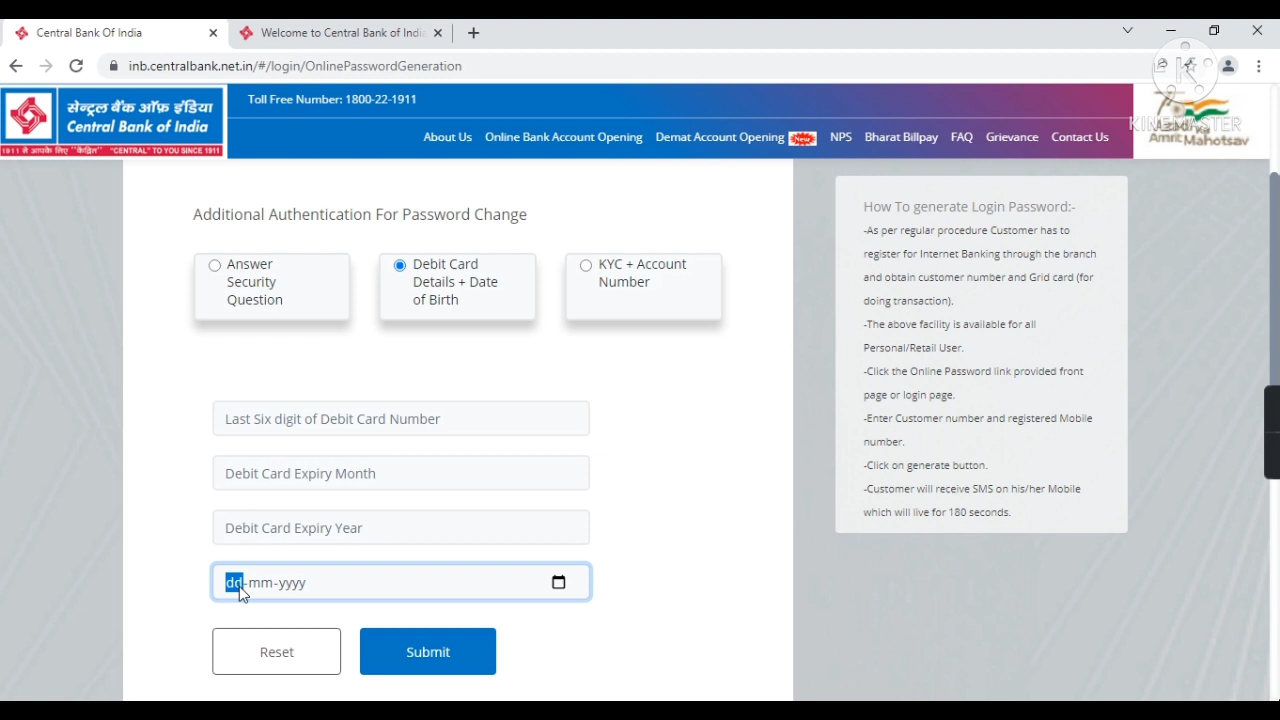 Central Bank Of India
Welcome to Central Bank of India
inb.centralbank.net.in/#/login/OnlinePasswordGeneration
सेन्ट्रल बैंक ऑफ़ इंडिया
Central Bank of India
1911 से आपके लिए "केंद्रित" "CENTRAL" TO YOU SINCE 1911
Toll Free Number: 1800-22-1911
About Us Online Bank Account Opening Demat Account Opening New NPS Bharat Billpay FAQ Grievance Contact Us
KINEMASTER
Amrit Mahotsav
Additional Authentication For Password Change
Answer
Security
Question
Debit Card
Details + Date
of Birth
KYC + Account
Number
Last Six digit of Debit Card Number
Debit Card Expiry Month
Debit Card Expiry Year
dd-mm-yyyy
Reset
Submit
How To generate Login Password:-
-As per regular procedure Customer has to
register for Internet Banking through the branch
and obtain customer number and Grid card (for
doing transaction).
-The above facility is available for all
Personal/Retail User.
-Click the Online Password link provided front
page or login page.
-Enter Customer number and registered Mobile
number.
-Click on generate button.
-Customer will receive SMS on his/her Mobile
which will live for 180 seconds.